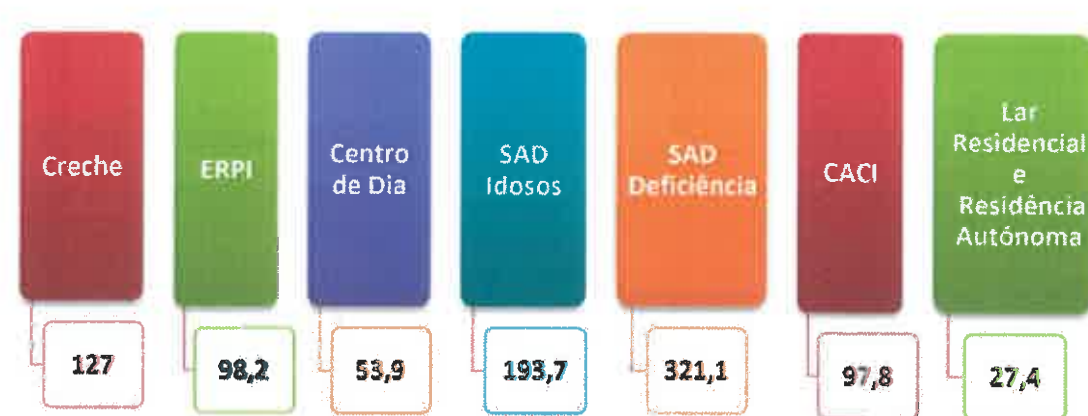 Creche
ERPI
Centro
de Dia
SAD
Idosos
SAD
Deficiência
CACI
Lar
Residencial
e
Residência
Autónoma
127
98,2
53,9
193,7
321,1
97,8
27,4